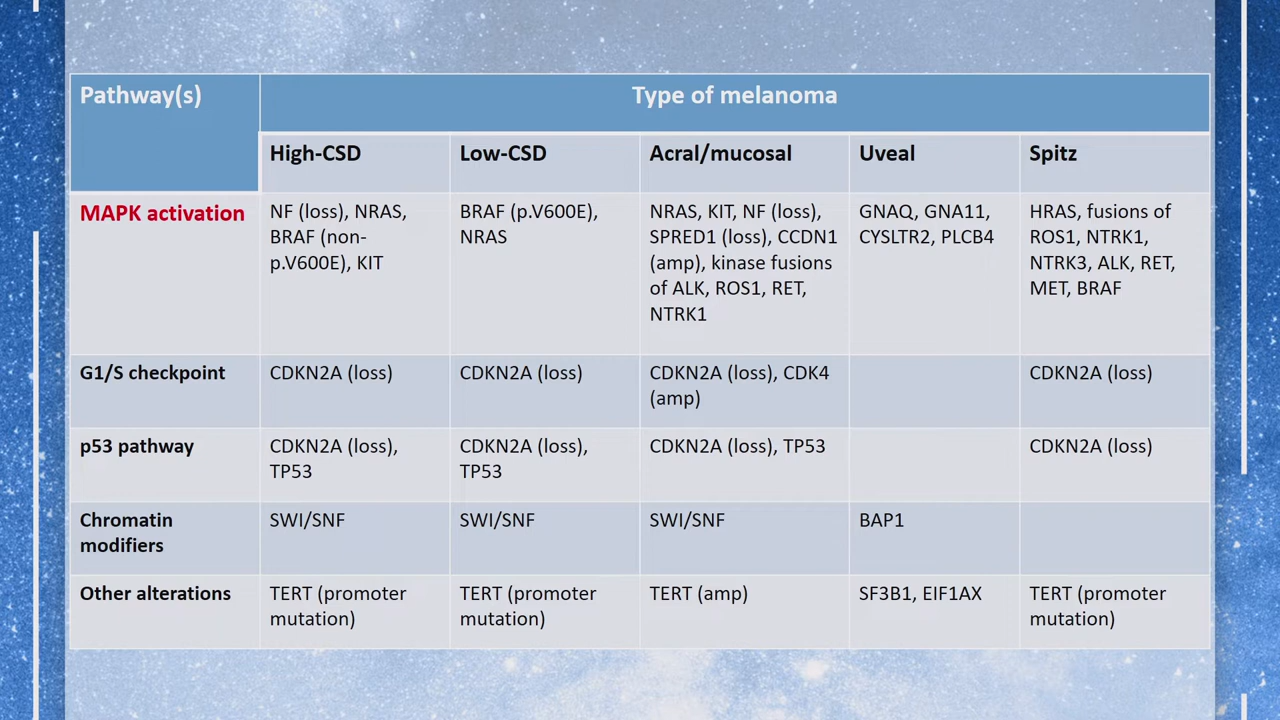 Pathway(s)
Type of melanoma
High-CSD
Low-CSD
Acral/mucosal
Uveal
Spitz
MAPK activation
NF (loss), NRAS,
BRAF (non-
p.V600E), KIT
BRAF (p.V600E),
NRAS
NRAS, KIT, NF (loss),
SPRED1 (loss), CCDN1
(amp), kinase fusions
of ALK, ROS1, RET,
NTRK1
GNAQ, GNA11,
CYSLTR2, PLCB4
HRAS, fusions of
ROS1, NTRK1,
NTRK3, ALK, RET,
MET, BRAF
G1/S checkpoint
CDKN2A (loss)
CDKN2A (loss)
CDKN2A (loss), CDK4
(amp)
CDKN2A (loss)
p53 pathway
CDKN2A (loss),
TP53
CDKN2A (loss),
TP53
CDKN2A (loss), TP53
CDKN2A (loss)
Chromatin
modifiers
SWI/SNF
SWI/SNF
SWI/SNF
BAP1
Other alterations
TERT (promoter
mutation)
TERT (promoter
mutation)
TERT (amp)
SF3B1, EIF1AX
TERT (promoter
mutation)